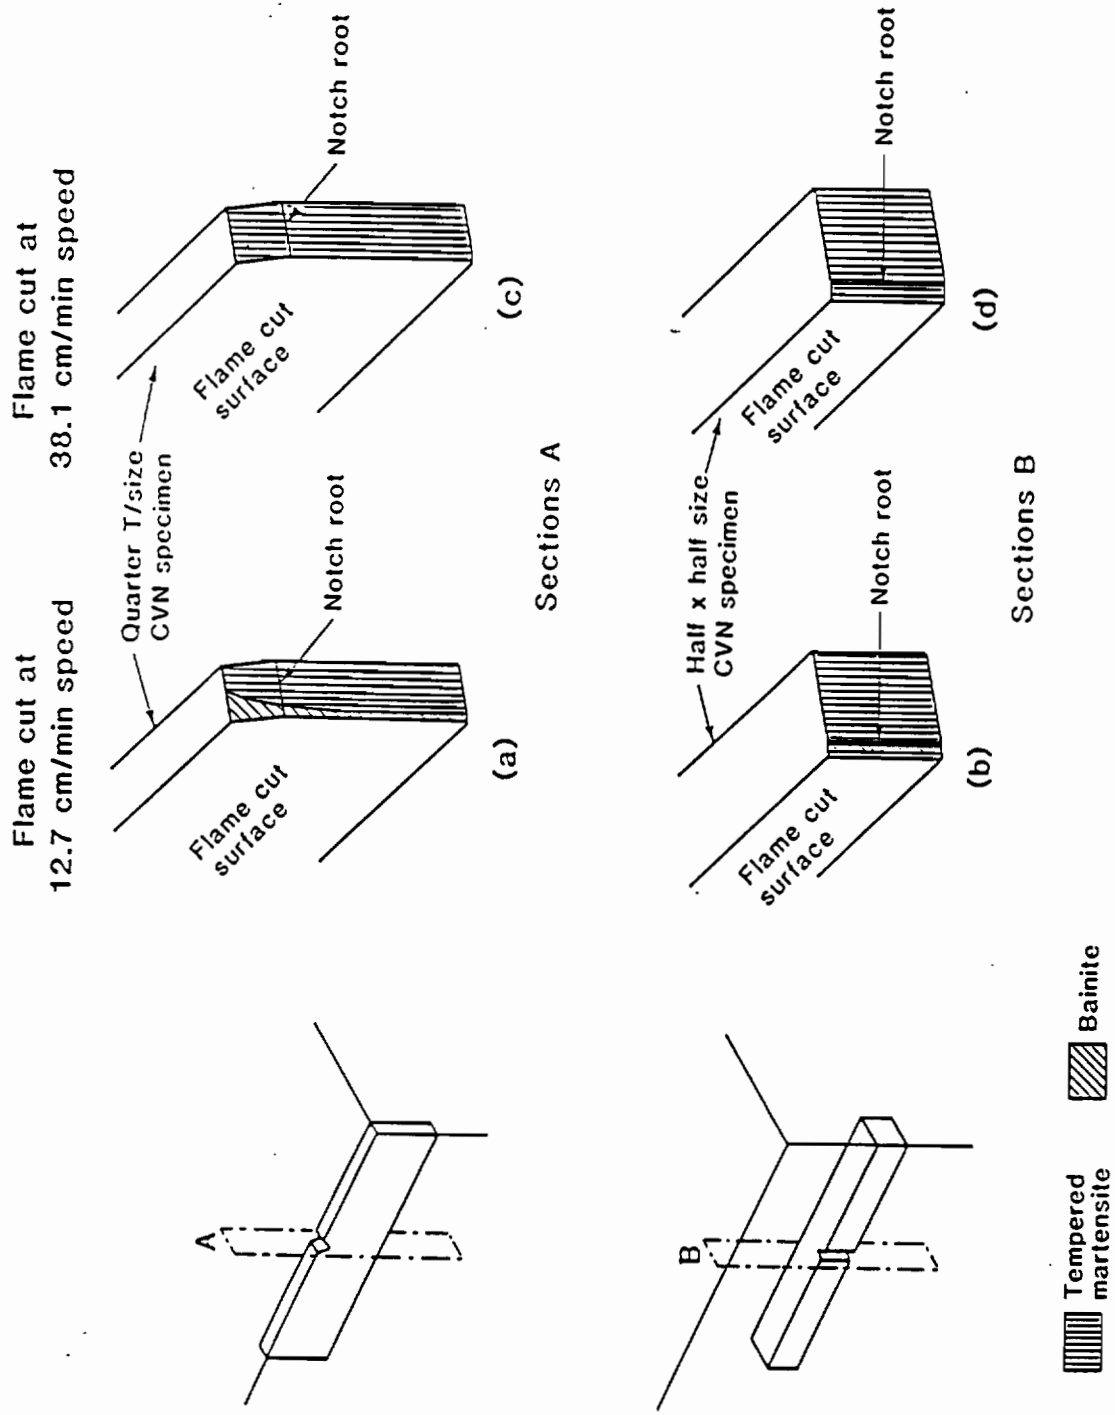 Flame cut at
12.7 cm/min speed
Flame cut at
38.1 cm/min speed
A
Quarter T/size
CVN specimen
Flame cut
surface
Notch root
(a)
Flame cut
surface
Notch root
(c)
Sections A
B
Half x half size
CVN specimen
Flame cut
surface
Notch root
(b)
Flame cut
surface
Notch root
(d)
Sections B
Tempered
martensite
Bainite